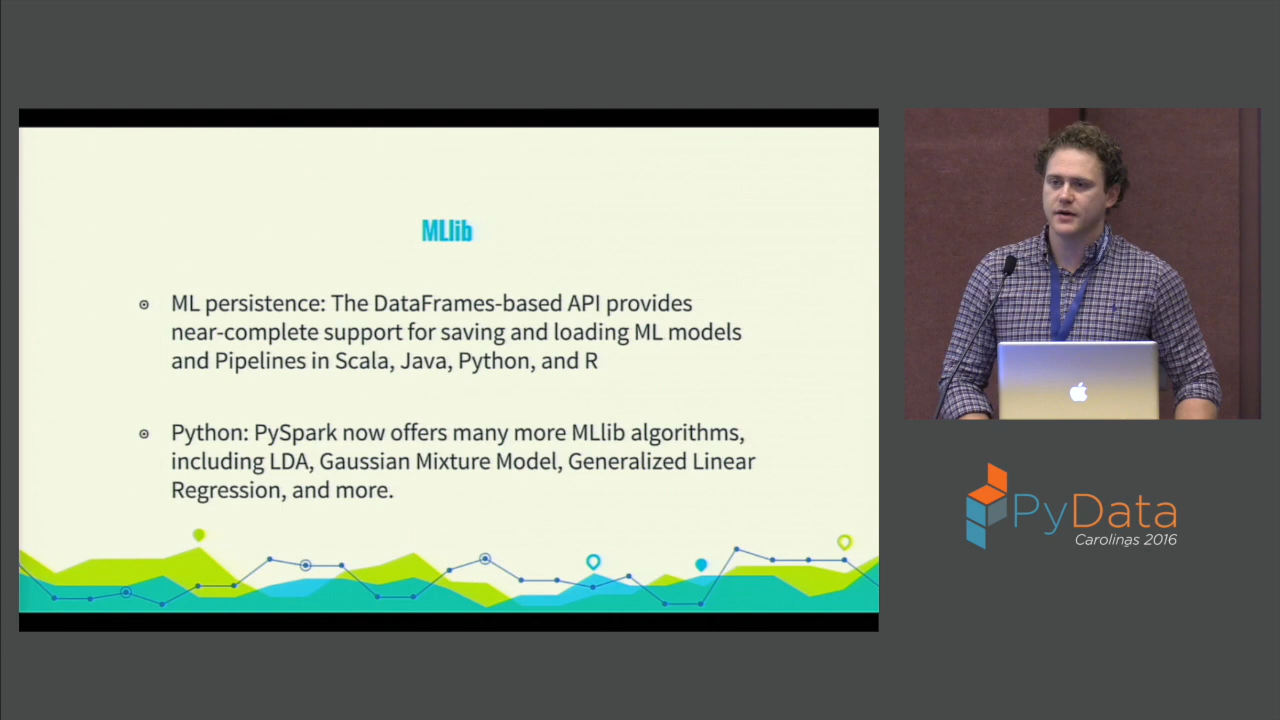 MLlib
ML persistence: The DataFrames-based API provides
near-complete support for saving and loading ML models
and Pipelines in Scala, Java, Python, and R
Python: PySpark now offers many more MLlib algorithms,
including LDA, Gaussian Mixture Model, Generalized Linear
Regression, and more.
PyData
Carolinas 2016